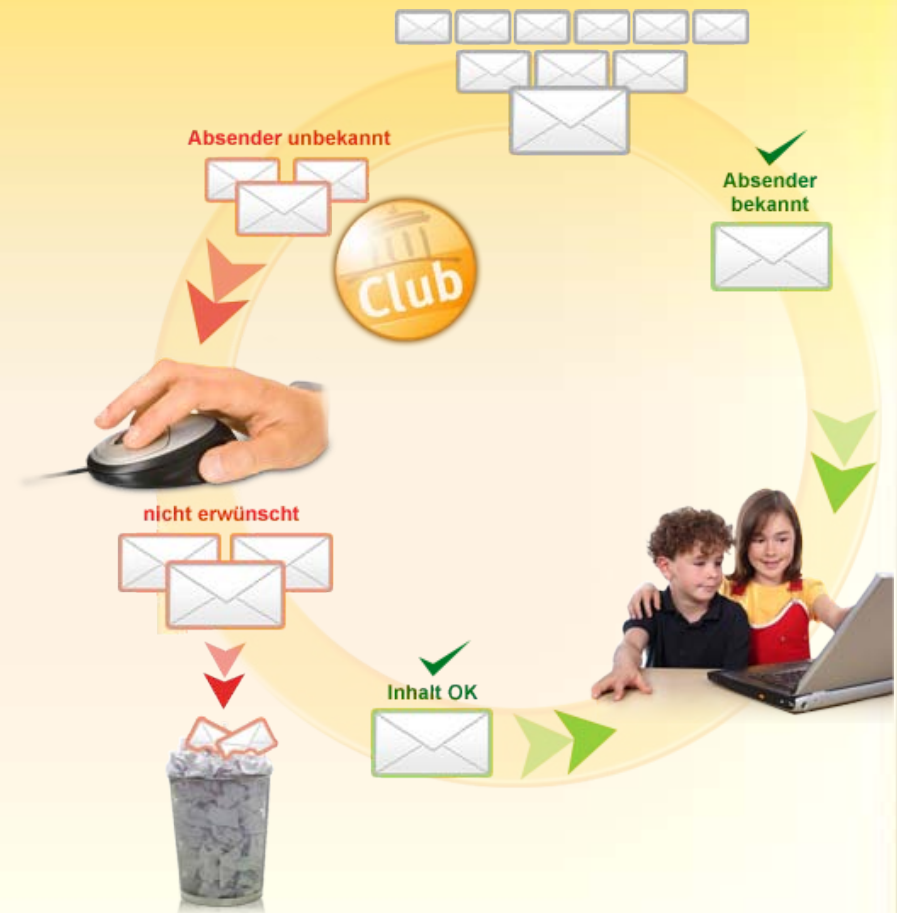 Absender unbekannt
Absender
bekannt
Club
nicht erwünscht
Inhalt OK